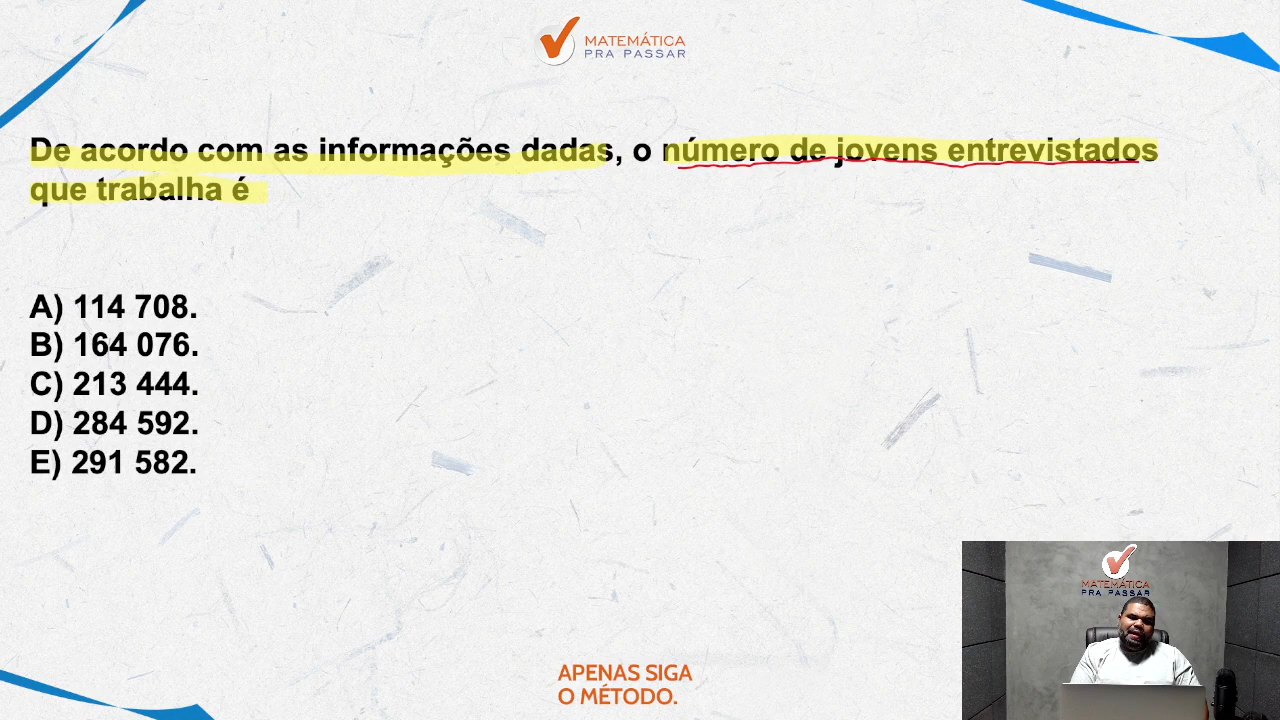 MATEMÁTICA
PRA PASSAR
De acordo com as informações dadas, o número de jovens entrevistados
que trabalha é
A) 114 708.
B) 164 076.
C) 213 444.
D) 284 592.
E) 291 582.
MATEMÁTICA
PRA PASSAR
APENAS SIGA
O MÉTODO.